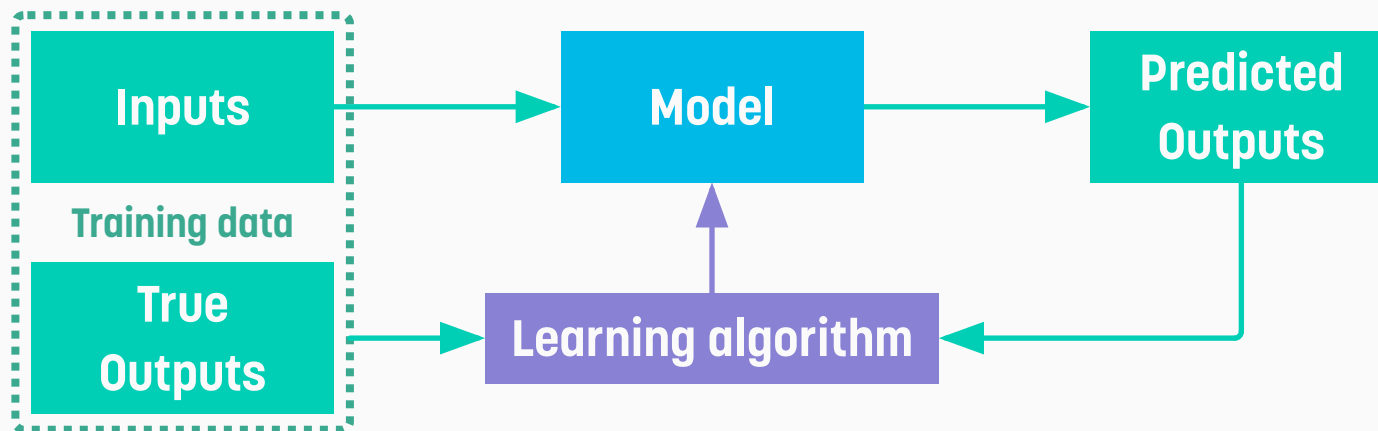 Inputs
Model
Predicted
Outputs
Training data
True
Outputs
Learning algorithm